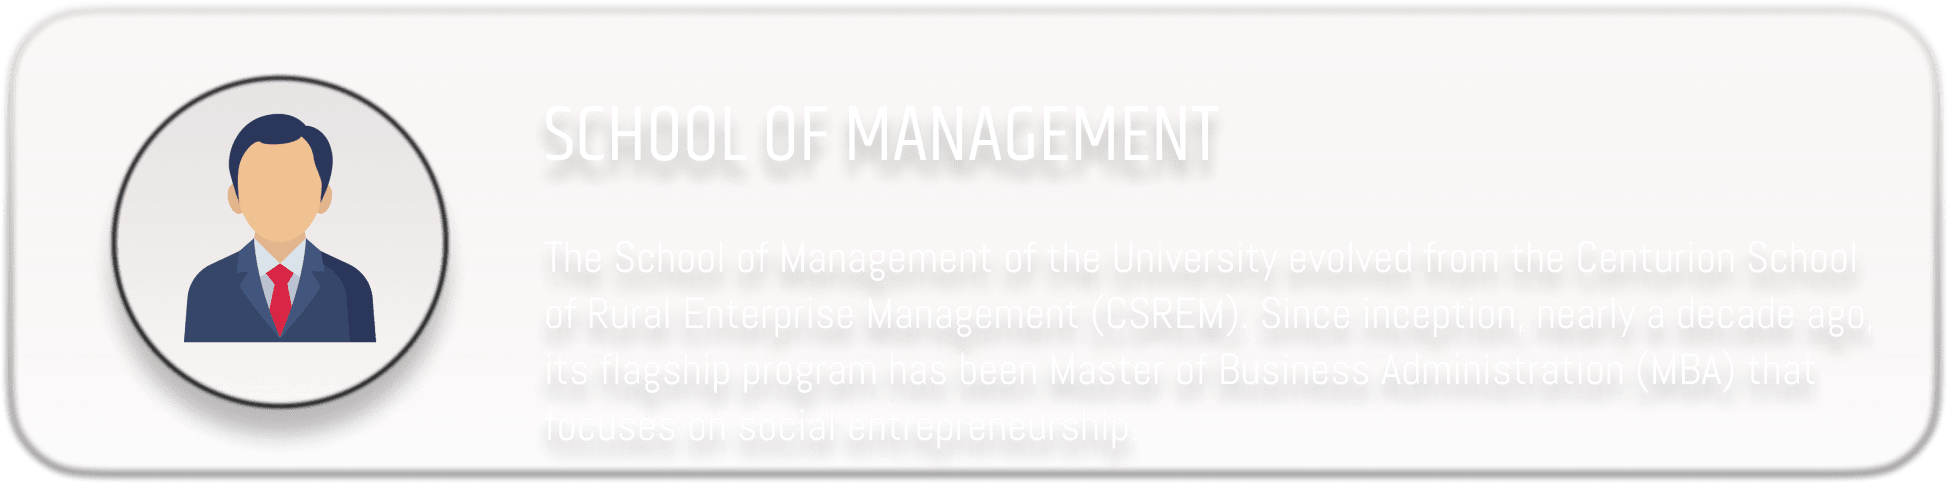 SCHOOL OF MANAGEMENT
The School of Management of the University evolved from the Centurion School
of Rural Enterprise Management (CSREM). Since inception, nearly a decade ago,
its flagship program has been Master of Business Administration (MBA) that
focuses on social entrepreneurship.